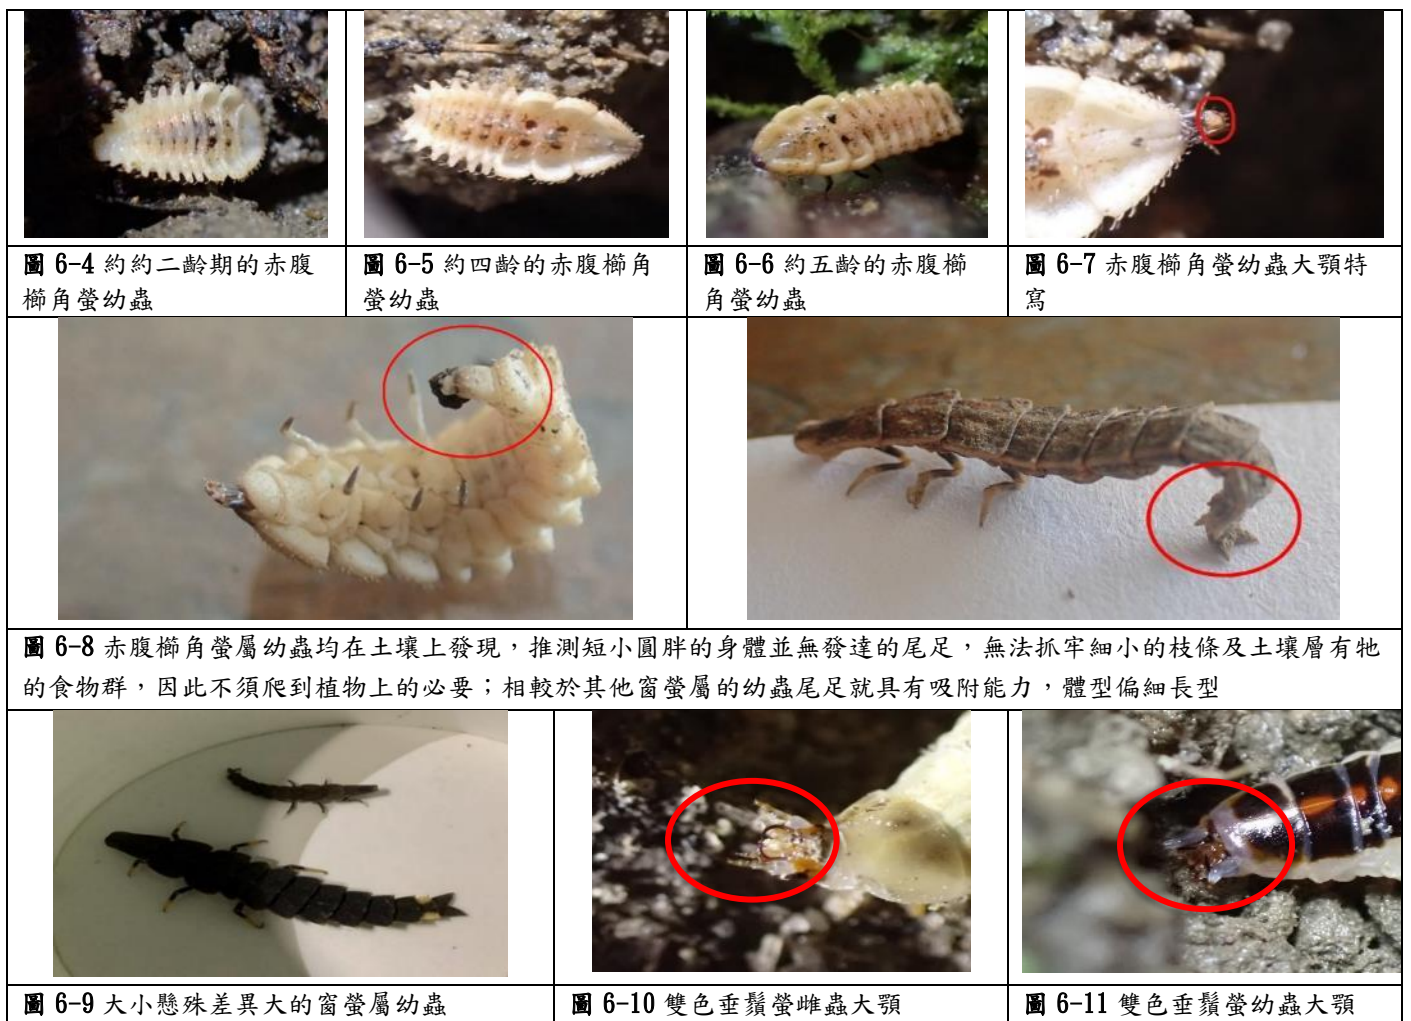 圖 6-4 約約二齡期的赤腹
櫛角螢幼蟲
圖 6-5 約四齡的赤腹櫛角
螢幼蟲
圖 6-6 約五齡的赤腹櫛
角螢幼蟲
圖 6-7 赤腹櫛角螢幼蟲大顎特
寫
圖 6-8 赤腹櫛角螢屬幼蟲均在土壤上發現，推測短小圓胖的身體並無發達的尾足，無法抓牢細小的枝條及土壤層有牠
的食物群，因此不須爬到植物上的必要；相較於其他窗螢屬的幼蟲尾足就具有吸附能力，體型偏細長型
圖 6-9 大小懸殊差異大的窗螢屬幼蟲
圖 6-10 雙色垂鬚螢雌蟲大顎
圖 6-11 雙色垂鬚螢幼蟲大顎